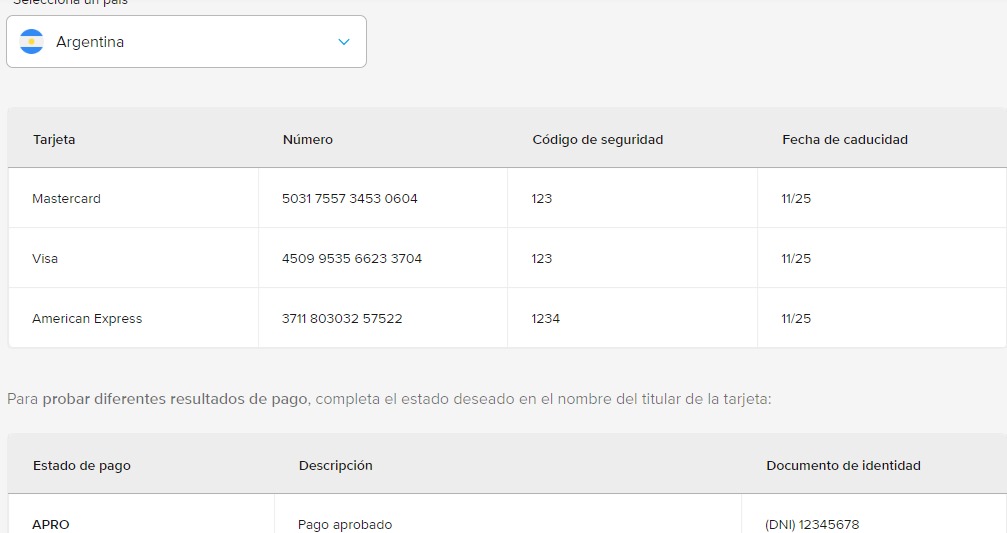 Selecciona un país
Argentina
Tarjeta Número Código de seguridad Fecha de caducidad
Mastercard 5031 7557 3453 0604 123 11/25
Visa 4509 9535 6623 3704 123 11/25
American Express 3711 803032 57522 1234 11/25
Para probar diferentes resultados de pago, completa el estado deseado en el nombre del titular de la tarjeta:
Estado de pago Descripción Documento de identidad
APRO Pago aprobado (DNI) 12345678